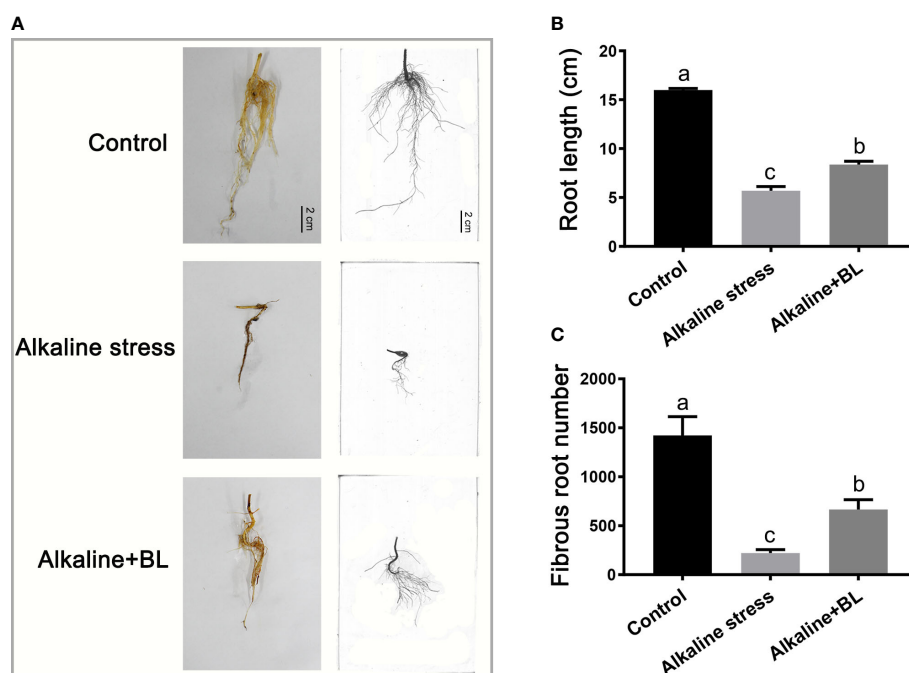 A
Control
2 cm
2 cm
Alkaline stress
Alkaline+BL
B
Root length (cm)
20
15
10
5
0
a
c
b
Control
Alkaline stress
Alkaline+BL
C
Fibrous root number
2000
1500
1000
500
0
a
c
b
Control
Alkaline stress
Alkaline+BL